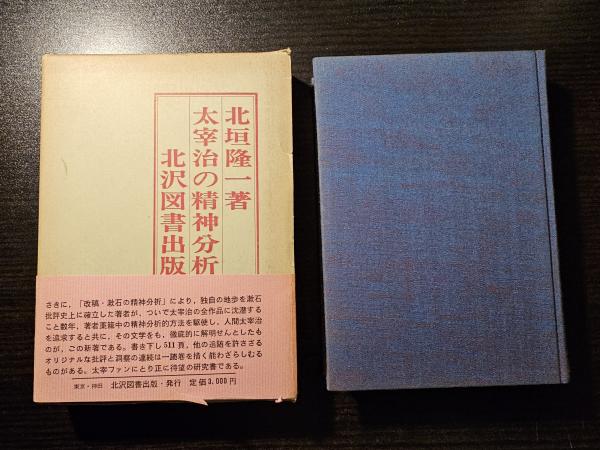 北垣隆一著
太宰治の精神分析
北沢図書出版
さきに，「改稿・漱石の精神分析」により，独自の地歩を漱石
批評史上に確立した著者が，ついで太宰治の全作品に沈潜する
こと数年，著者薬籠中の精神分析的方法を駆使し，人間太宰治
を追求すると共に，その文学をも，徹底的に解明せんとしたも
のが，この新著である。書き下し511頁，他の追随を許さざる
オリジナルな批評と洞察の連続は一読巻を措く能わざらしむる
ものがある。太宰ファンにとり正に待望の研究書である。
東京・神田 北沢図書出版・発行 定価3,000円